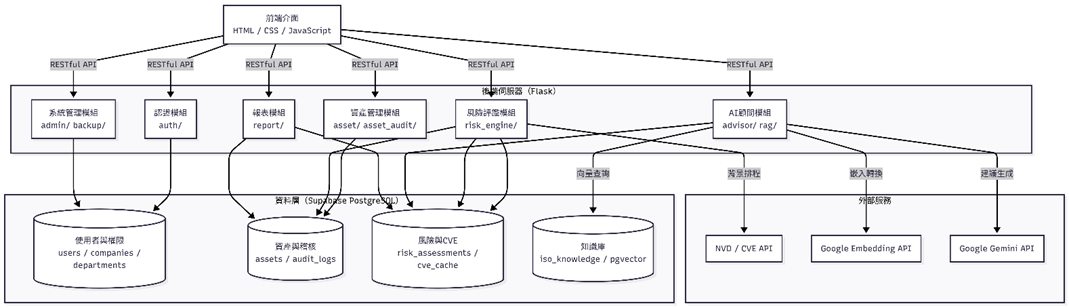 前端介面
HTML / CSS / JavaScript
RESTful API
RESTful API
RESTful API
RESTful API
RESTful API
RESTful API
後端伺服器（Flask）
系統管理模組
admin/ backup/
認證模組
auth/
報表模組
report/
資產管理模組
asset/ asset_audit/
風險評鑑模組
risk_engine/
AI顧問模組
advisor/ rag/
向量查詢
背景排程
嵌入轉換
建議生成
資料層（Supabase PostgreSQL）
外部服務
使用者與權限
users / companies /
departments
資產與稽核
assets / audit_logs
風險與CVE
risk_assessments /
cve_cache
知識庫
iso_knowledge / pgvector
NVD / CVE API
Google Embedding API
Google Gemini API